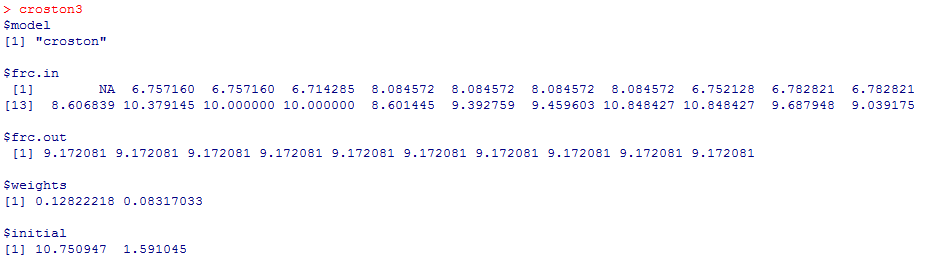 > croston3
$model
[1] "croston"
$frc.in
[1] NA 6.757160 6.757160 6.714285 8.084572 8.084572 8.084572 8.084572 6.752128 6.782821 6.782821
[13] 8.606839 10.379145 10.000000 10.000000 8.601445 9.392759 9.459603 10.848427 10.848427 9.687948 9.039175
$frc.out
[1] 9.172081 9.172081 9.172081 9.172081 9.172081 9.172081 9.172081 9.172081 9.172081 9.172081
$weights
[1] 0.12822218 0.08317033
$initial
[1] 10.750947 1.591045